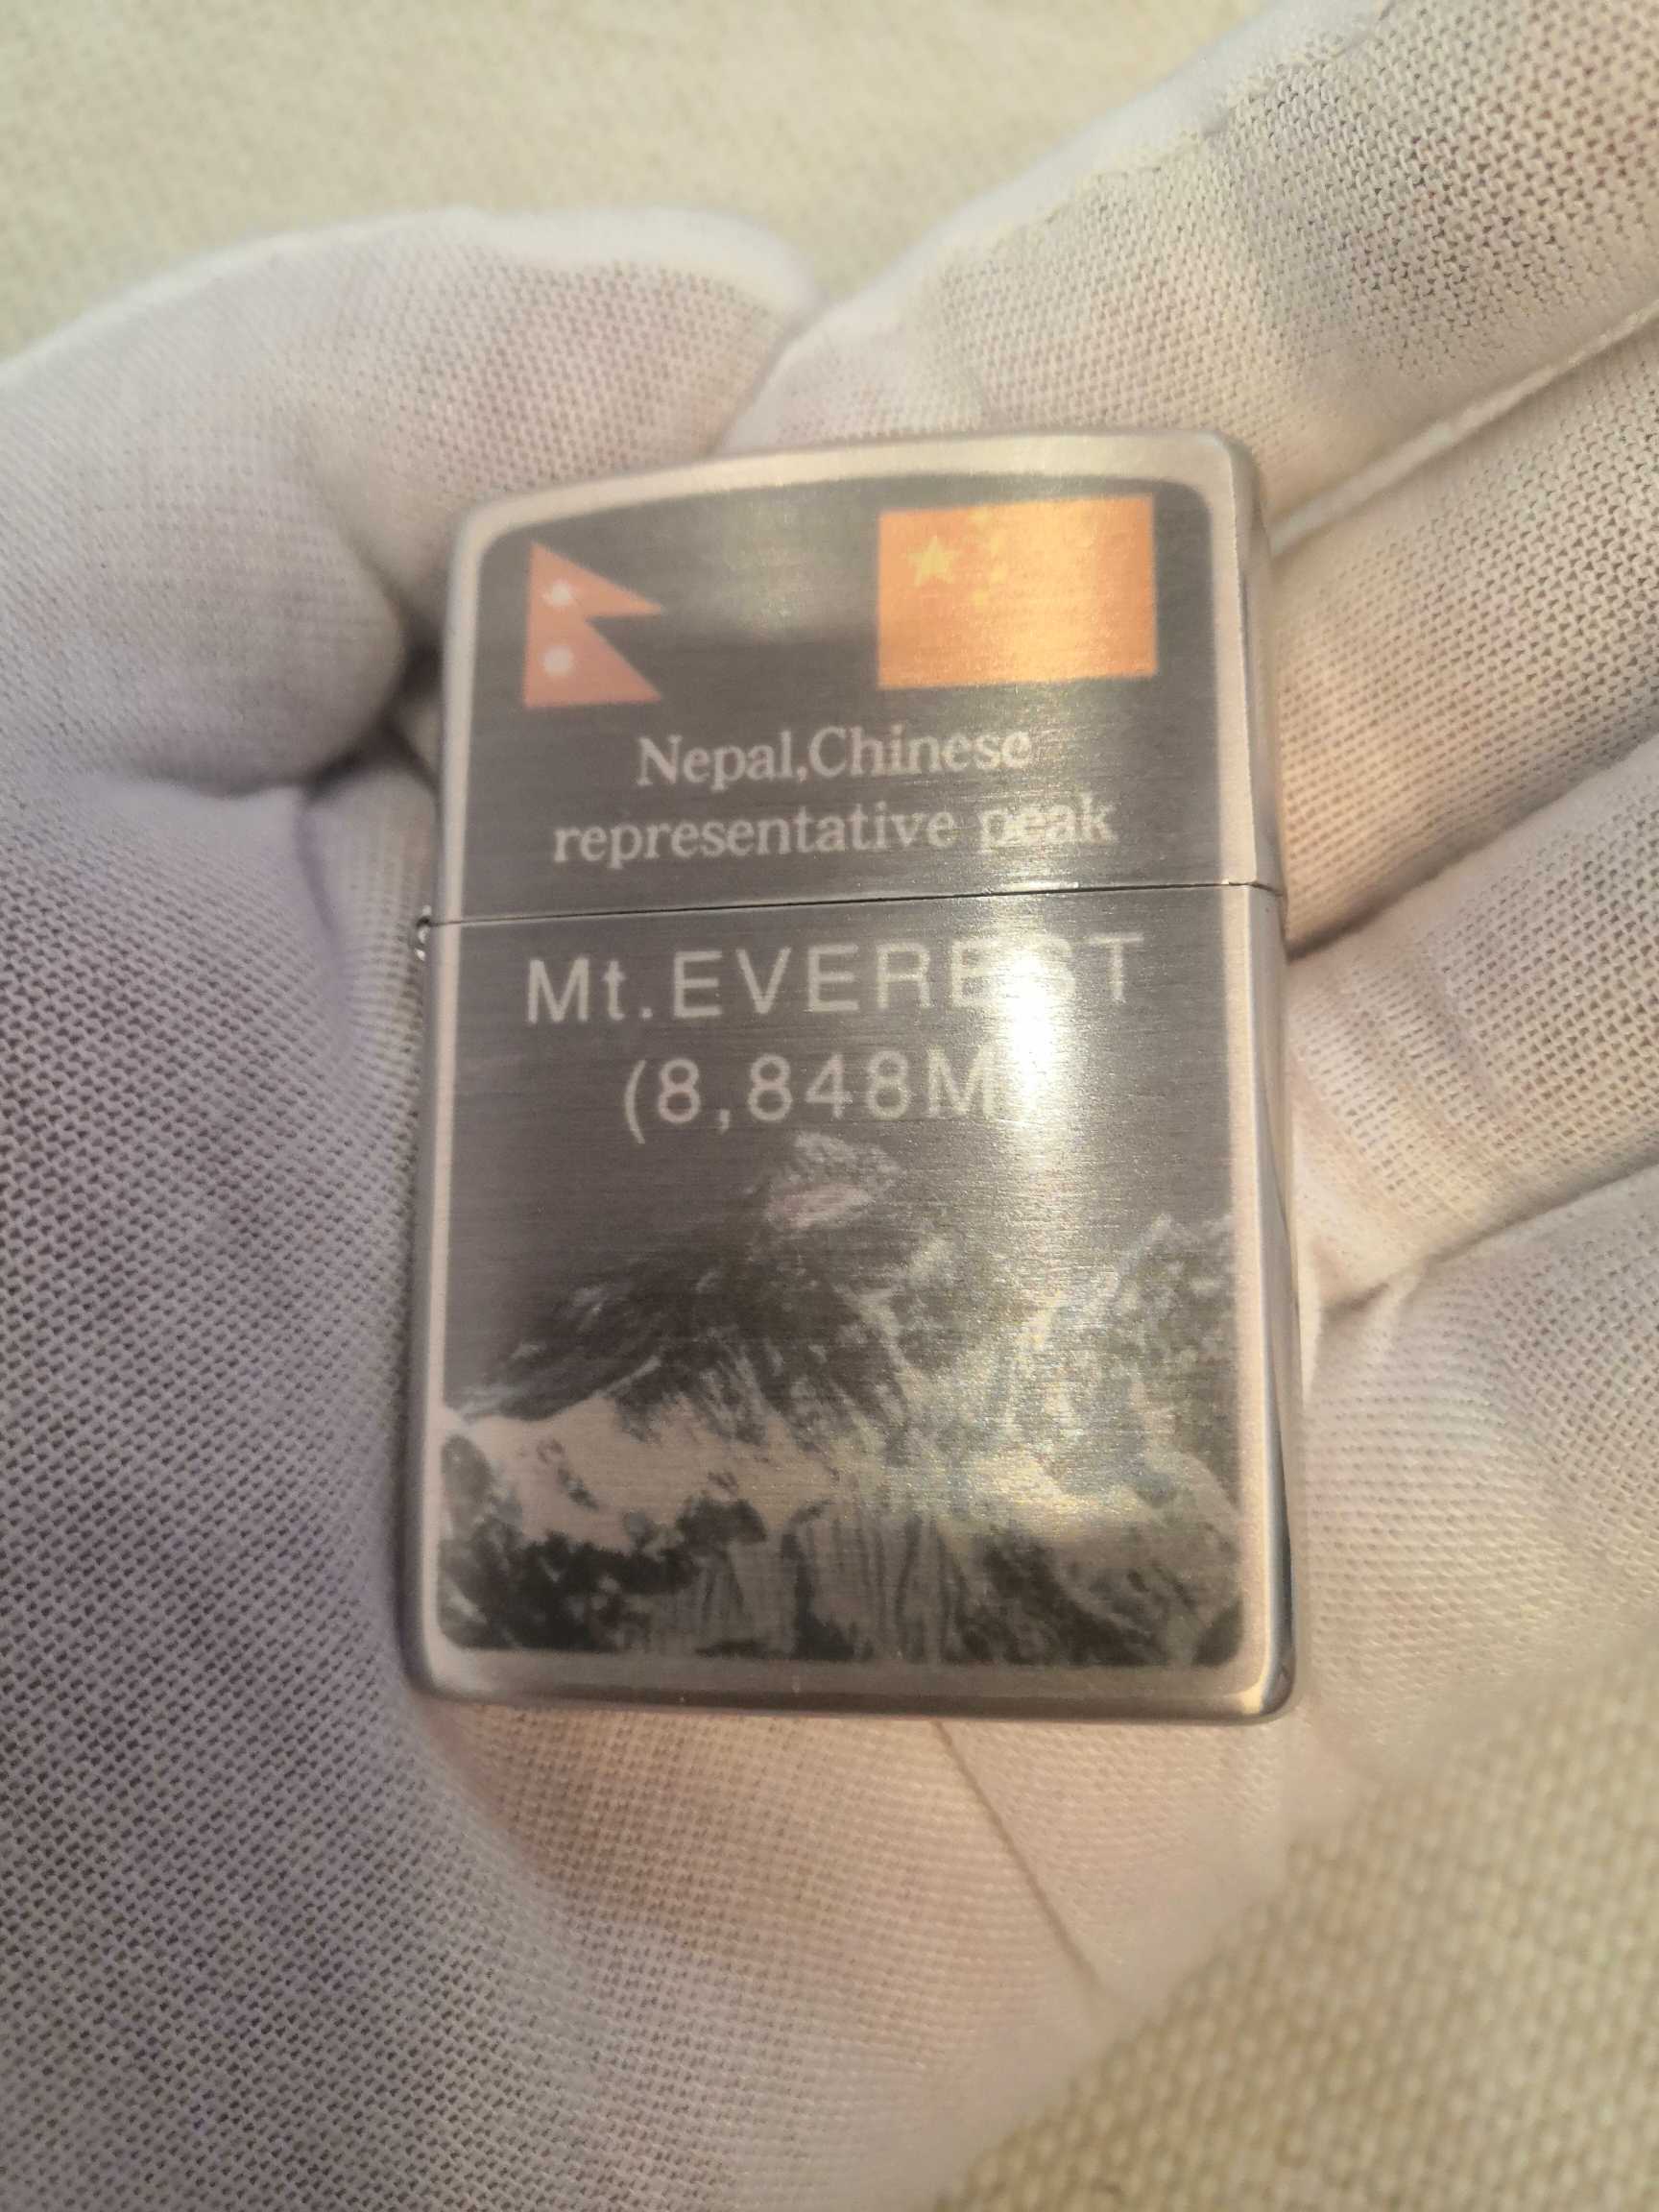 Nepal,Chinese
representative peak
Mt.EVEREST
(8,848M)